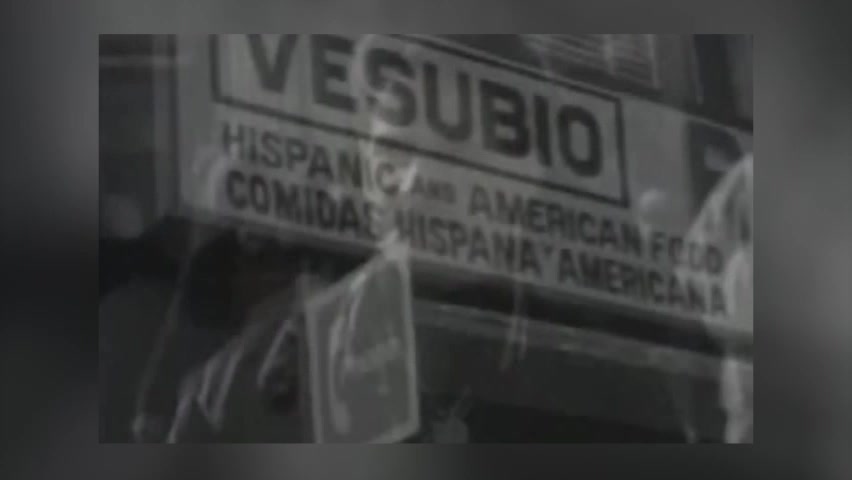 VESUBIO
HISPANIC AND AMERICAN FOOD
COMIDAS HISPANA Y AMERICANA